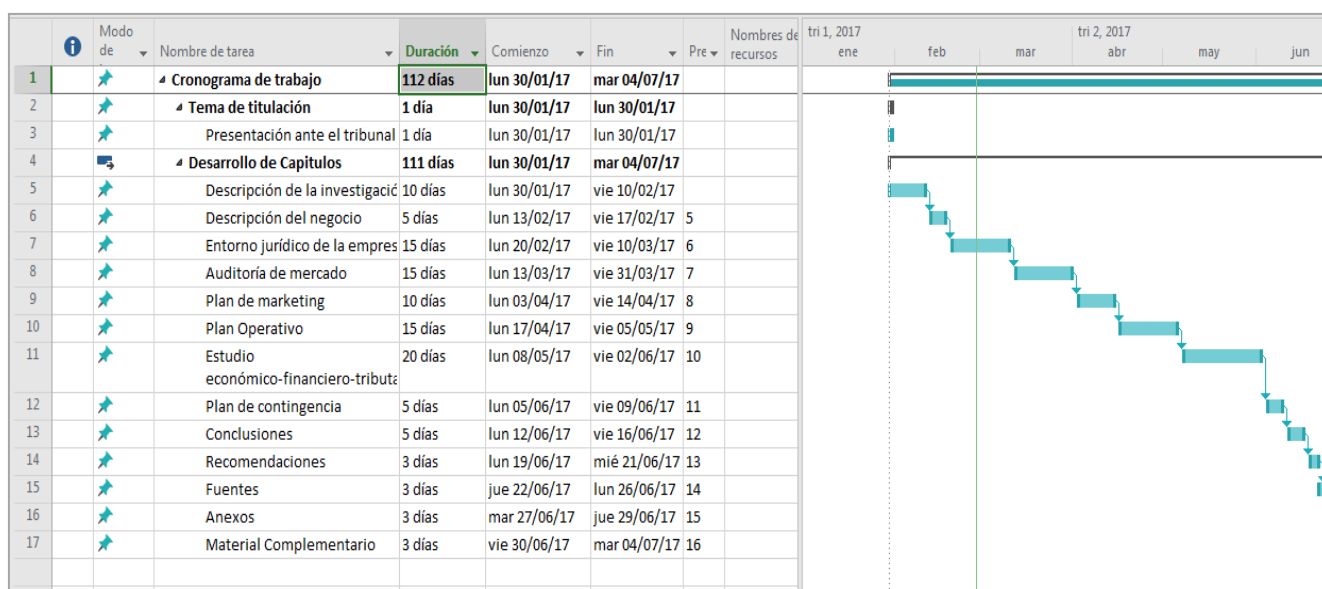 Modo
de
Nombre de tarea Duración Comienzo Fin Pre Nombres de
recursos
tri 1, 2017 tri 2, 2017
ene feb mar abr may jun
1 Cronograma de trabajo 112 días lun 30/01/17 mar 04/07/17
2 Tema de titulación 1 día lun 30/01/17 lun 30/01/17
3 Presentación ante el tribunal 1 día lun 30/01/17 lun 30/01/17
4 Desarrollo de Capitulos 111 días lun 30/01/17 mar 04/07/17
5 Descripción de la investigació 10 días lun 30/01/17 vie 10/02/17
6 Descripción del negocio 5 días lun 13/02/17 vie 17/02/17 5
7 Entorno jurídico de la empres 15 días lun 20/02/17 vie 10/03/17 6
8 Auditoría de mercado 15 días lun 13/03/17 vie 31/03/17 7
9 Plan de marketing 10 días lun 03/04/17 vie 14/04/17 8
10 Plan Operativo 15 días lun 17/04/17 vie 05/05/17 9
11 Estudio 20 días lun 08/05/17 vie 02/06/17 10
económico-financiero-tributa
12 Plan de contingencia 5 días lun 05/06/17 vie 09/06/17 11
13 Conclusiones 5 días lun 12/06/17 vie 16/06/17 12
14 Recomendaciones 3 días lun 19/06/17 mié 21/06/17 13
15 Fuentes 3 días jue 22/06/17 lun 26/06/17 14
16 Anexos 3 días mar 27/06/17 jue 29/06/17 15
17 Material Complementario 3 días vie 30/06/17 mar 04/07/17 16